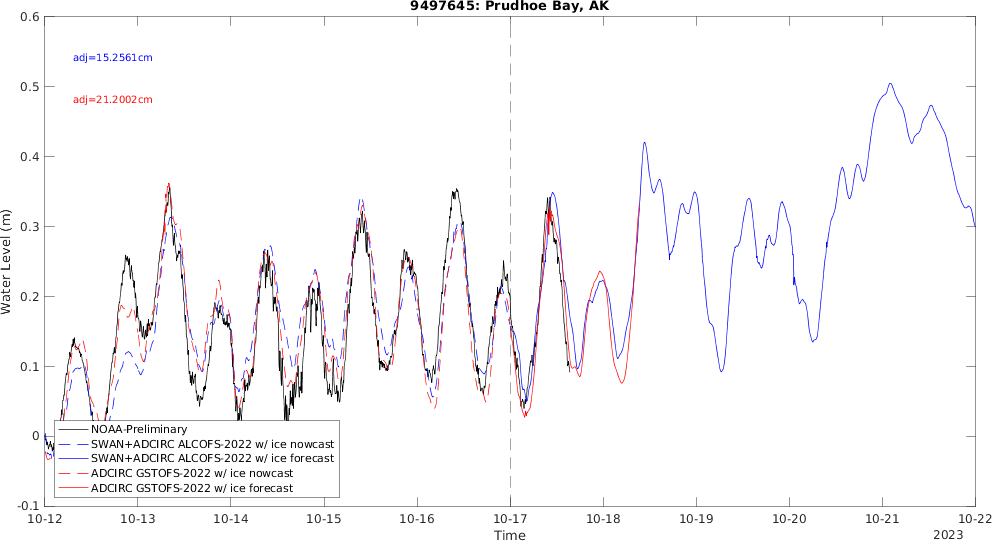 9497645: Prudhoe Bay, AK
0.6
0.5
0.4
0.3
0.2
0.1
0
-0.1
Water Level (m)
adj=15.2561cm
adj=21.2002cm
NOAA-Preliminary
SWAN+ADCIRC ALCOFS-2022 w/ ice nowcast
SWAN+ADCIRC ALCOFS-2022 w/ ice forecast
ADCIRC GSTOFS-2022 w/ ice nowcast
ADCIRC GSTOFS-2022 w/ ice forecast
10-12 10-13 10-14 10-15 10-16 10-17 10-18 10-19 10-20 10-21 10-22
Time
2023